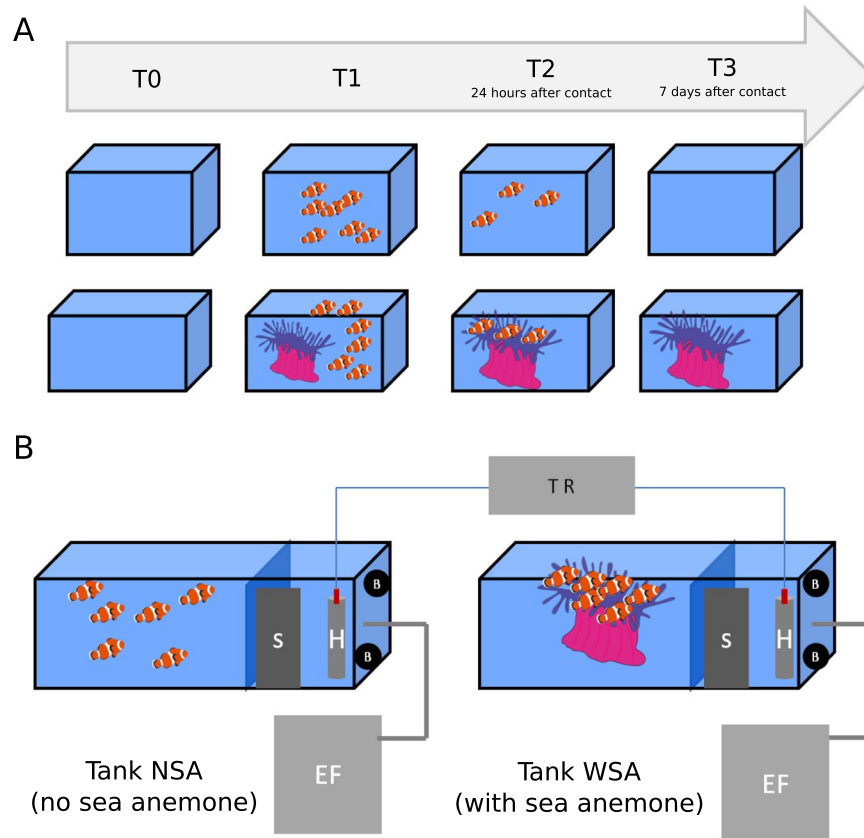 A
T0
T1
T2
24 hours after contact
T3
7 days after contact
B
T R
S
H
B
B
EF
S
H
B
B
EF
Tank NSA
(no sea anemone)
Tank WSA
(with sea anemone)